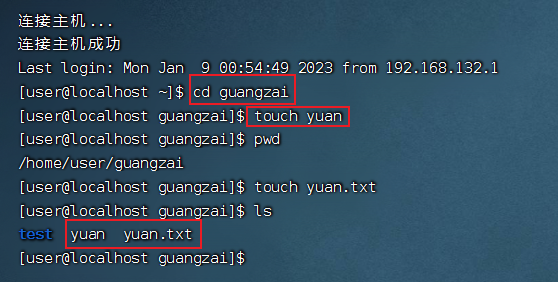 连接主机...
连接主机成功
Last login: Mon Jan  9 00:54:49 2023 from 192.168.132.1
[user@localhost ~]$ cd guangzai
[user@localhost guangzai]$ touch yuan
[user@localhost guangzai]$ pwd
/home/user/guangzai
[user@localhost guangzai]$ touch yuan.txt
[user@localhost guangzai]$ ls
test  yuan  yuan.txt
[user@localhost guangzai]$